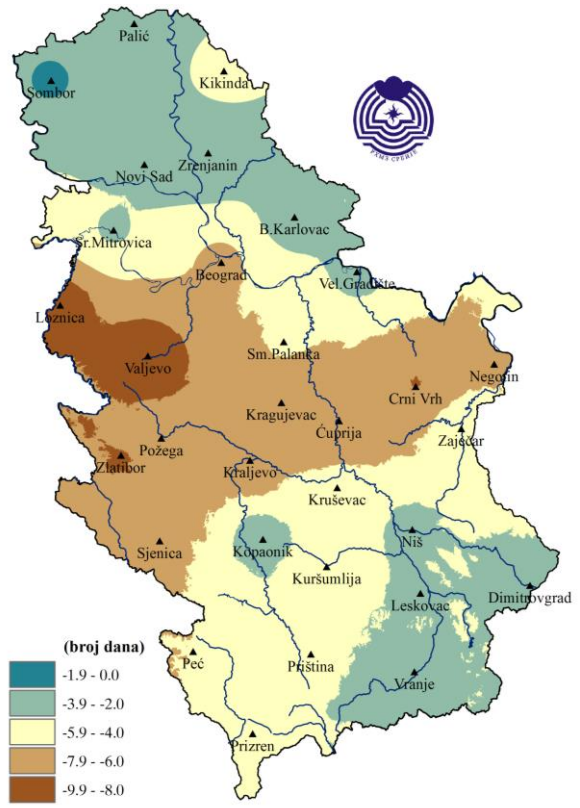 Palić
Kikinda
Sombor
РХМЗ СРБИЈЕ
Zrenjanin
Novi Sad
B.Karlovac
Sr.Mitrovica
Beograd
Vel.Gradište
Loznica
Sm.Palanka
Valjevo
Negotin
Crni Vrh
Kragujevac
Ćuprija
Zaječar
Požega
Zlatibor
Kraljevo
Kruševac
Niš
Sjenica
Kopaonik
Kuršumlija
Dimitrovgrad
Leskovac
Peć
Priština
Vranje
Prizren
(broj dana)
-1.9 - 0.0
-3.9 - -2.0
-5.9 - -4.0
-7.9 - -6.0
-9.9 - -8.0